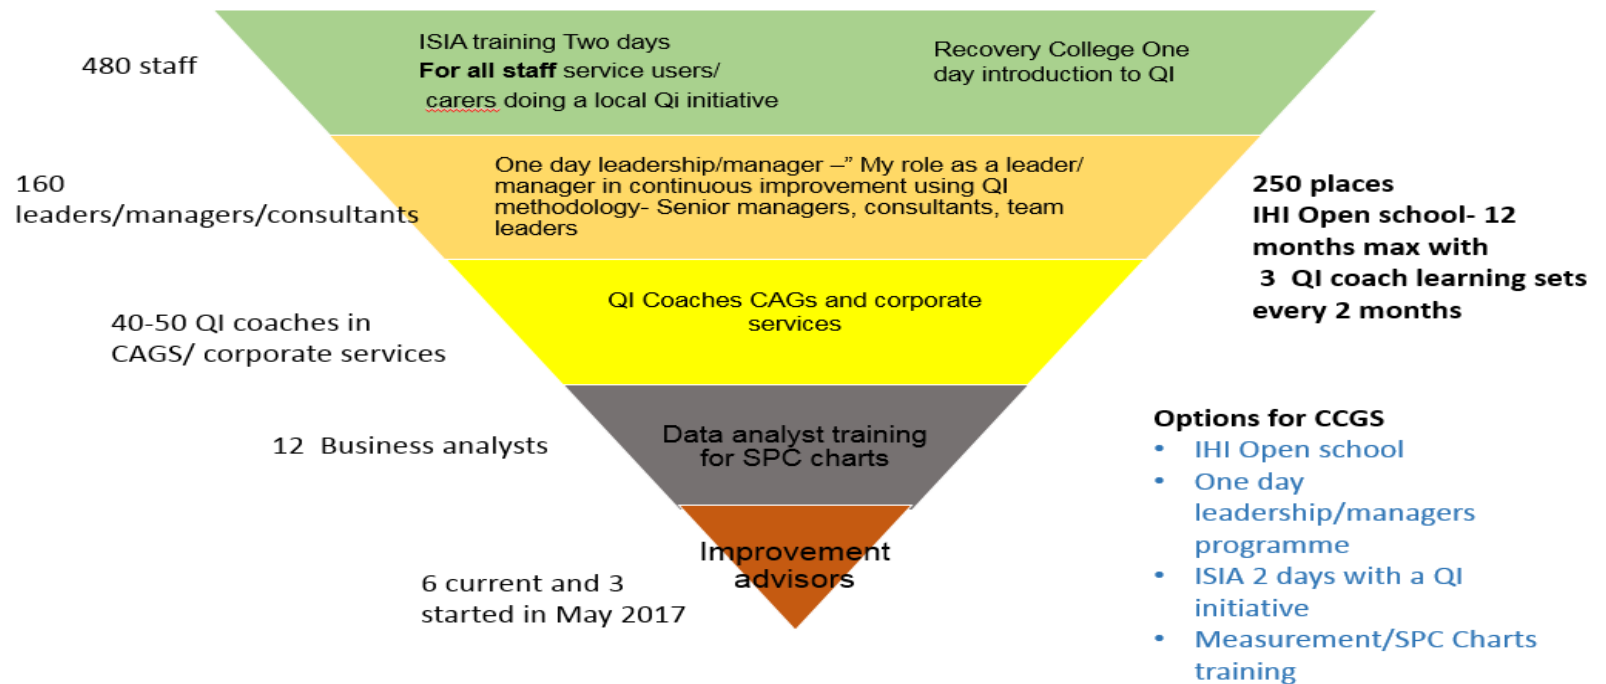 480 staff
ISIA training Two days
For all staff service users/
carers doing a local Qi initiative
Recovery College One
day introduction to QI
160
leaders/managers/consultants
One day leadership/manager –” My role as a leader/
manager in continuous improvement using QI
methodology- Senior managers, consultants, team
leaders
250 places
IHI Open school- 12
months max with
3 QI coach learning sets
every 2 months
40-50 QI coaches in
CAGS/ corporate services
QI Coaches CAGs and corporate
services
12 Business analysts
Data analyst training
for SPC charts
6 current and 3
started in May 2017
Improvement
advisors
Options for CCGS
• IHI Open school
• One day
leadership/managers
programme
• ISIA 2 days with a QI
initiative
• Measurement/SPC Charts
training